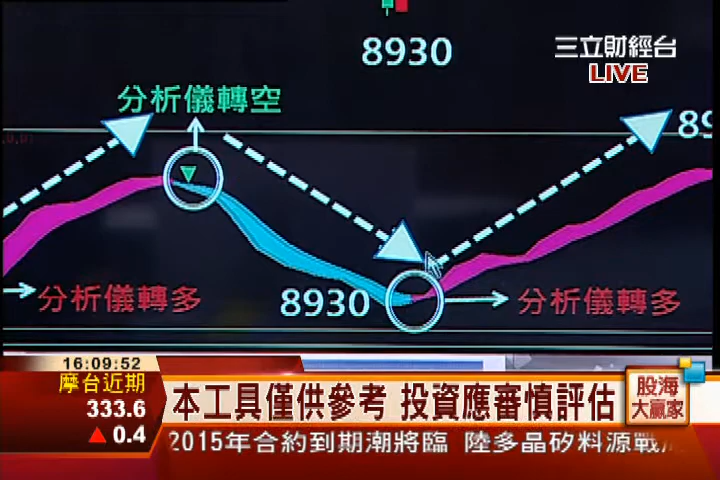 8930
三立財經台
LIVE
分析儀轉空
分析儀轉多
8930
分析儀轉多
16:09:52
摩台近期
333.6
▲0.4
本工具僅供參考 投資應審慎評估
股海
大贏家
2015年合約到期潮將臨 陸多晶矽料源戰